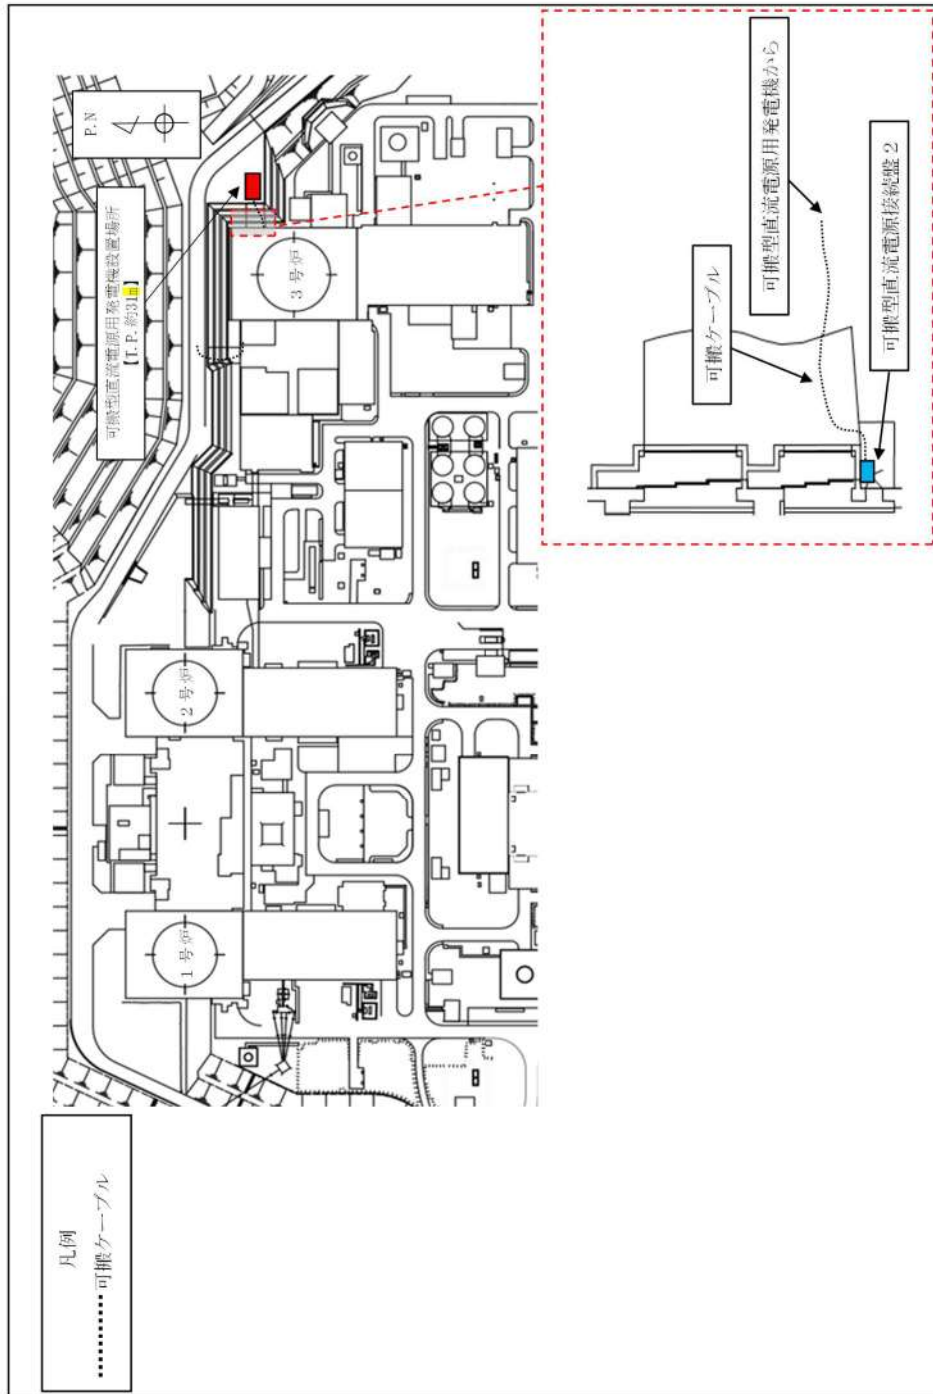 凡例
可搬ケーブル
1号炉
2号炉
3号炉
可搬型直流電源用発電機設置場所
【T.P.約31m】
P.N
可搬ケーブル
可搬型直流電源用発電機から
可搬型直流電源接続盤2